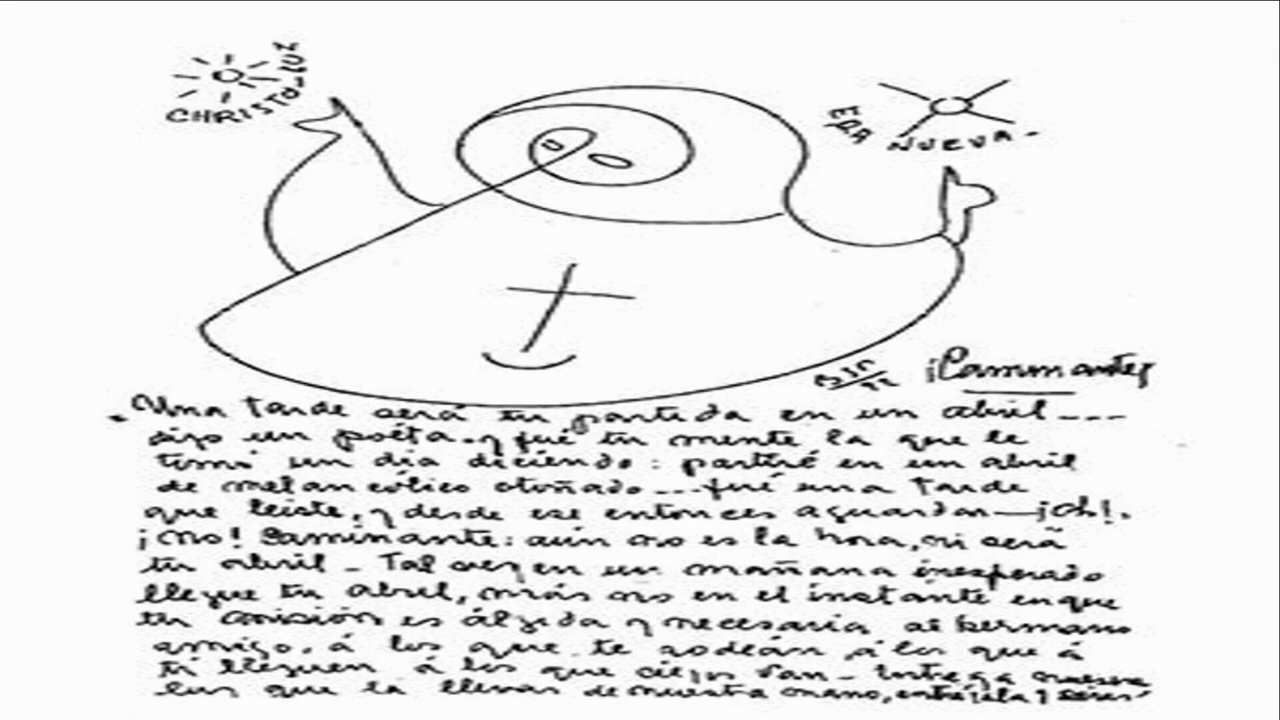 CHRISTO LUZ
ERA NUEVA-
¡Caminante¡
Una tarde será tu partida en un abril----
dijo un poéta. y fué tu mente la que le
tomó un dia diciendo: partiré en un abril
de melancólico otoñado---fué una tarde
que leiste, y desde ese entonces aguardas—¡Oh!.
¡no! Caminante: aún no es la hora, ni será
tu abril - Tal vez en un mañana inesperado
llegue tu abril, más no en el instante en que
tu misión es álgida y necesaria al hermano
amigo, á los que te rodeán á los que á
ti lleguen á los que ciegos van - Entrega nuestra
luz que la llevas de nuestra mano, entrégala y